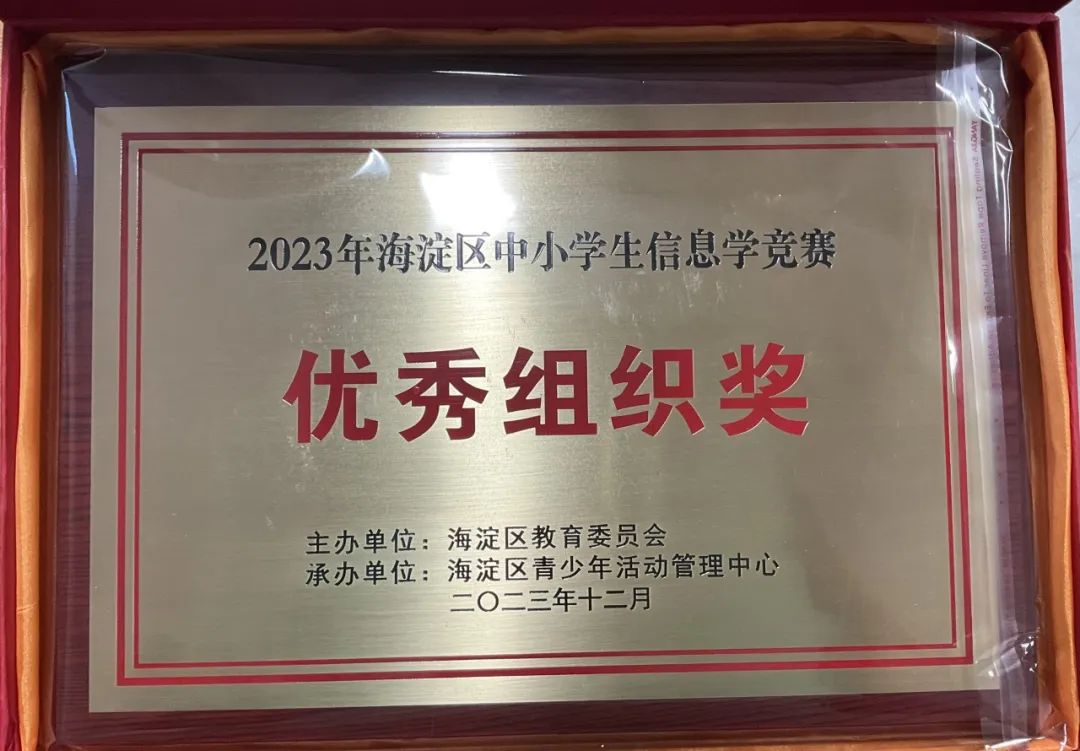 2023年海淀区中小学生信息学竞赛
优秀组织奖
主办单位：海淀区教育委员会
承办单位：海淀区青少年活动管理中心
二〇二三年十二月